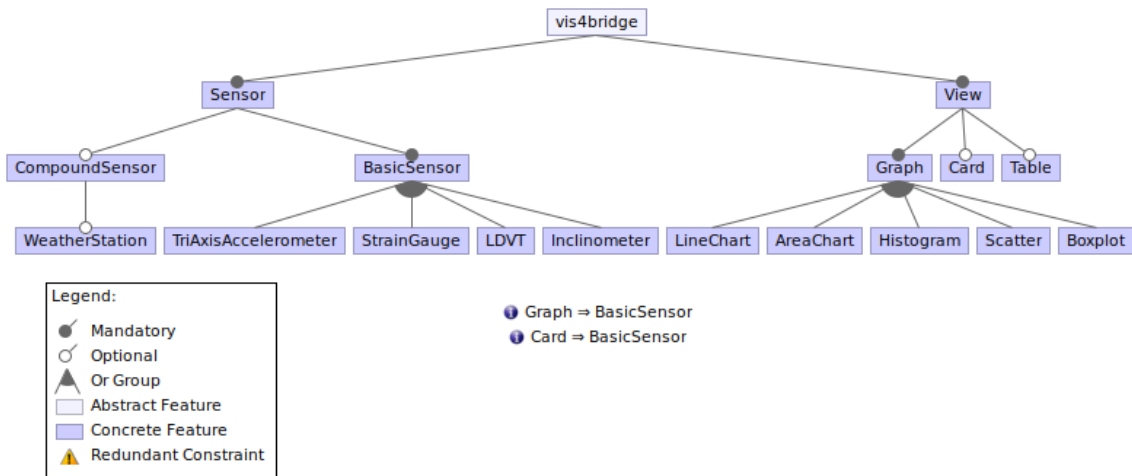 vis4bridge
Sensor
View
CompoundSensor
BasicSensor
Graph
Card
Table
WeatherStation
TriAxisAccelerometer
StrainGauge
LDVT
Inclinometer
LineChart
AreaChart
Histogram
Scatter
Boxplot
Legend:
Mandatory
Optional
Or Group
Abstract Feature
Concrete Feature
Redundant Constraint
Graph ⇒ BasicSensor
Card ⇒ BasicSensor